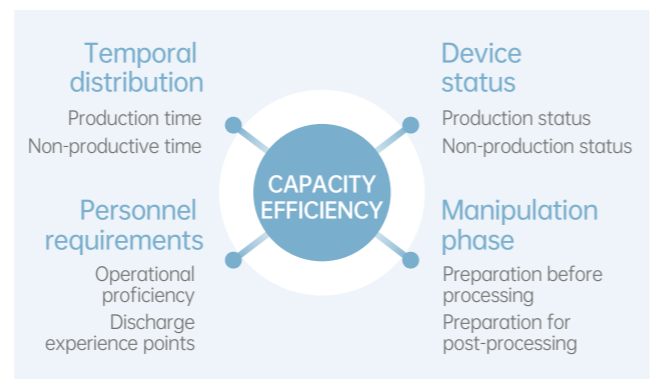 Temporal
distribution
Production time
Non-productive time
Device
status
Production status
Non-production status
CAPACITY
EFFICIENCY
Personnel
requirements
Operational
proficiency
Discharge
experience points
Manipulation
phase
Preparation before
processing
Preparation for
post-processing